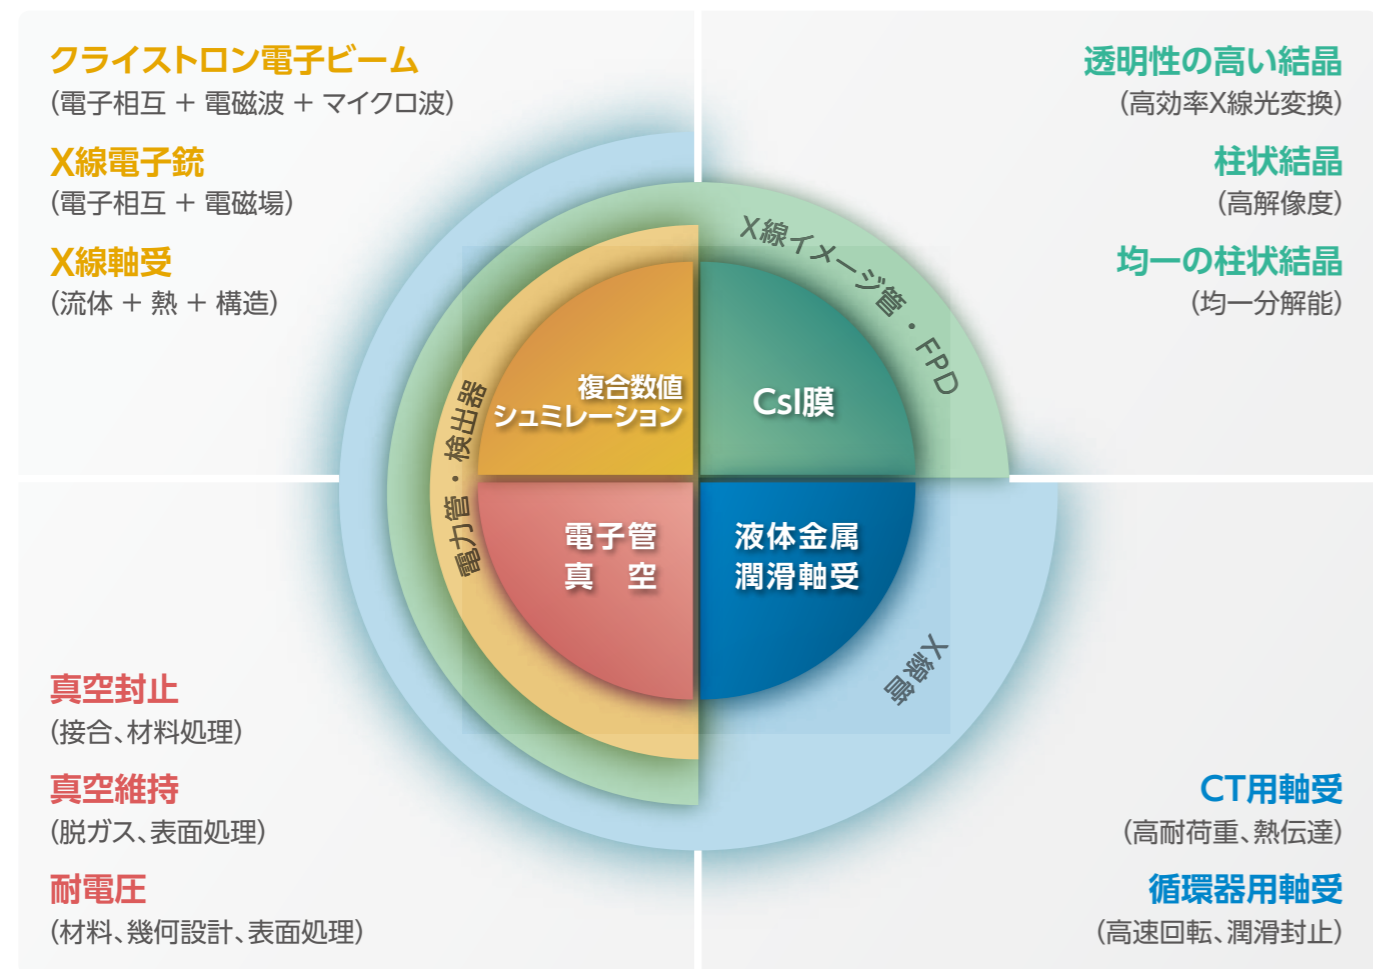 クライストロン電子ビーム
(電子相互 + 電磁波 + マイクロ波)
X線電子銃
(電子相互 + 電磁場)
X線軸受
(流体 + 熱 + 構造)
透明性の高い結晶
(高効率X線光変換)
柱状結晶
(高解像度)
均一の柱状結晶
(均一分解能)
X線イメージ管・FPD
電力管・検出器
複合数値
シュミレーション
CsI膜
電子管
真　空
液体金属
潤滑軸受
X線管
真空封止
(接合、材料処理)
真空維持
(脱ガス、表面処理)
耐電圧
(材料、幾何設計、表面処理)
CT用軸受
(高耐荷重、熱伝達)
循環器用軸受
(高速回転、潤滑封止)